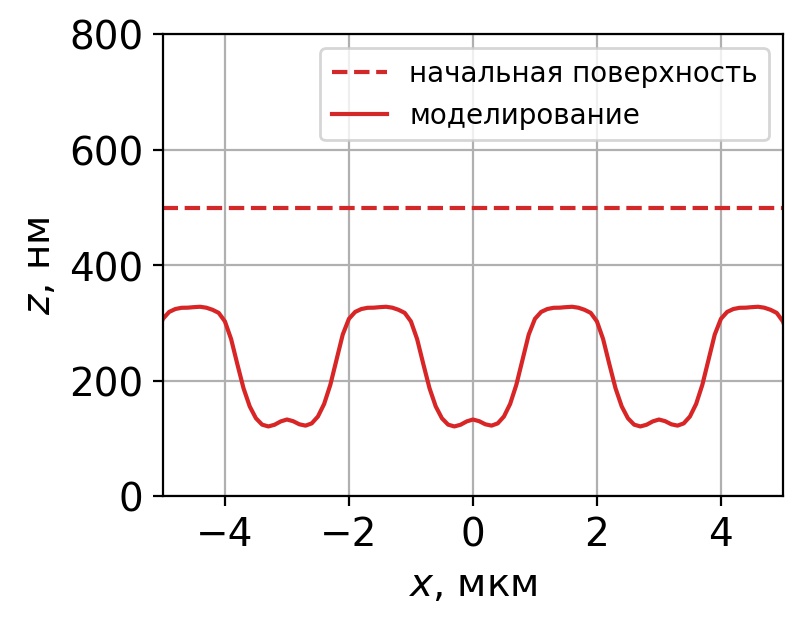 800
600
400
200
0
z, нм
начальная поверхность
моделирование
−4 −2 0 2 4
x, мкм